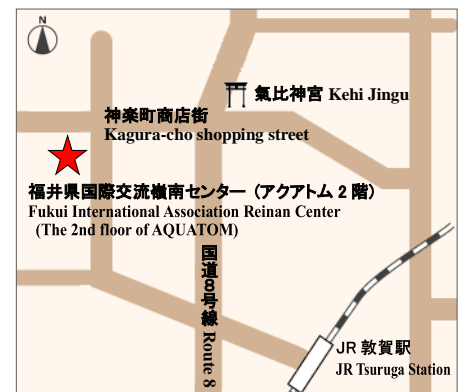 N
氣比神宮 Kehi Jingu
神楽町商店街
Kagura-cho shopping street
福井県国際交流嶺南センター（アクアトム２階）
Fukui International Association Reinan Center
(The 2nd floor of AQUATOM)
国道８号線 Route 8
JR 敦賀駅
JR Tsuruga Station